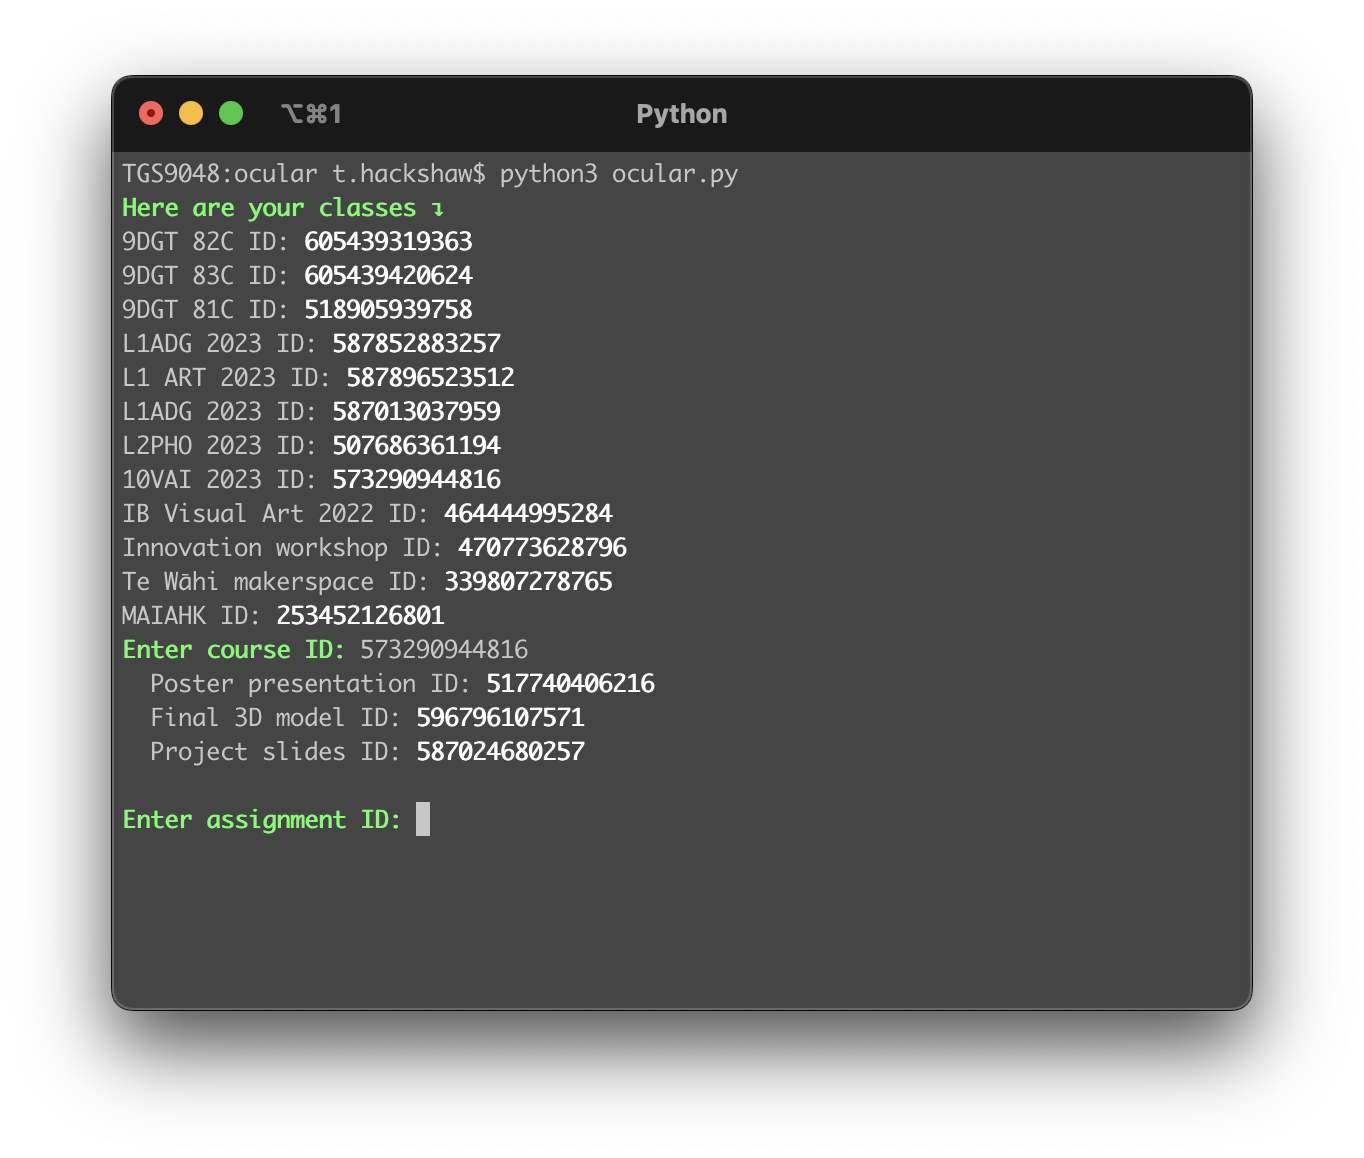 ⌥⌘1 Python
TGS9048:ocular t.hackshaw$ python3 ocular.py
Here are your classes ↴
9DGT 82C ID: 605439319363
9DGT 83C ID: 605439420624
9DGT 81C ID: 518905939758
L1ADG 2023 ID: 587852883257
L1 ART 2023 ID: 587896523512
L1ADG 2023 ID: 587013037959
L2PHO 2023 ID: 507686361194
10VAI 2023 ID: 573290944816
IB Visual Art 2022 ID: 464444995284
Innovation workshop ID: 470773628796
Te Wāhi makerspace ID: 339807278765
MAIAHK ID: 253452126801
Enter course ID: 573290944816
  Poster presentation ID: 517740406216
  Final 3D model ID: 596796107571
  Project slides ID: 587024680257
Enter assignment ID: